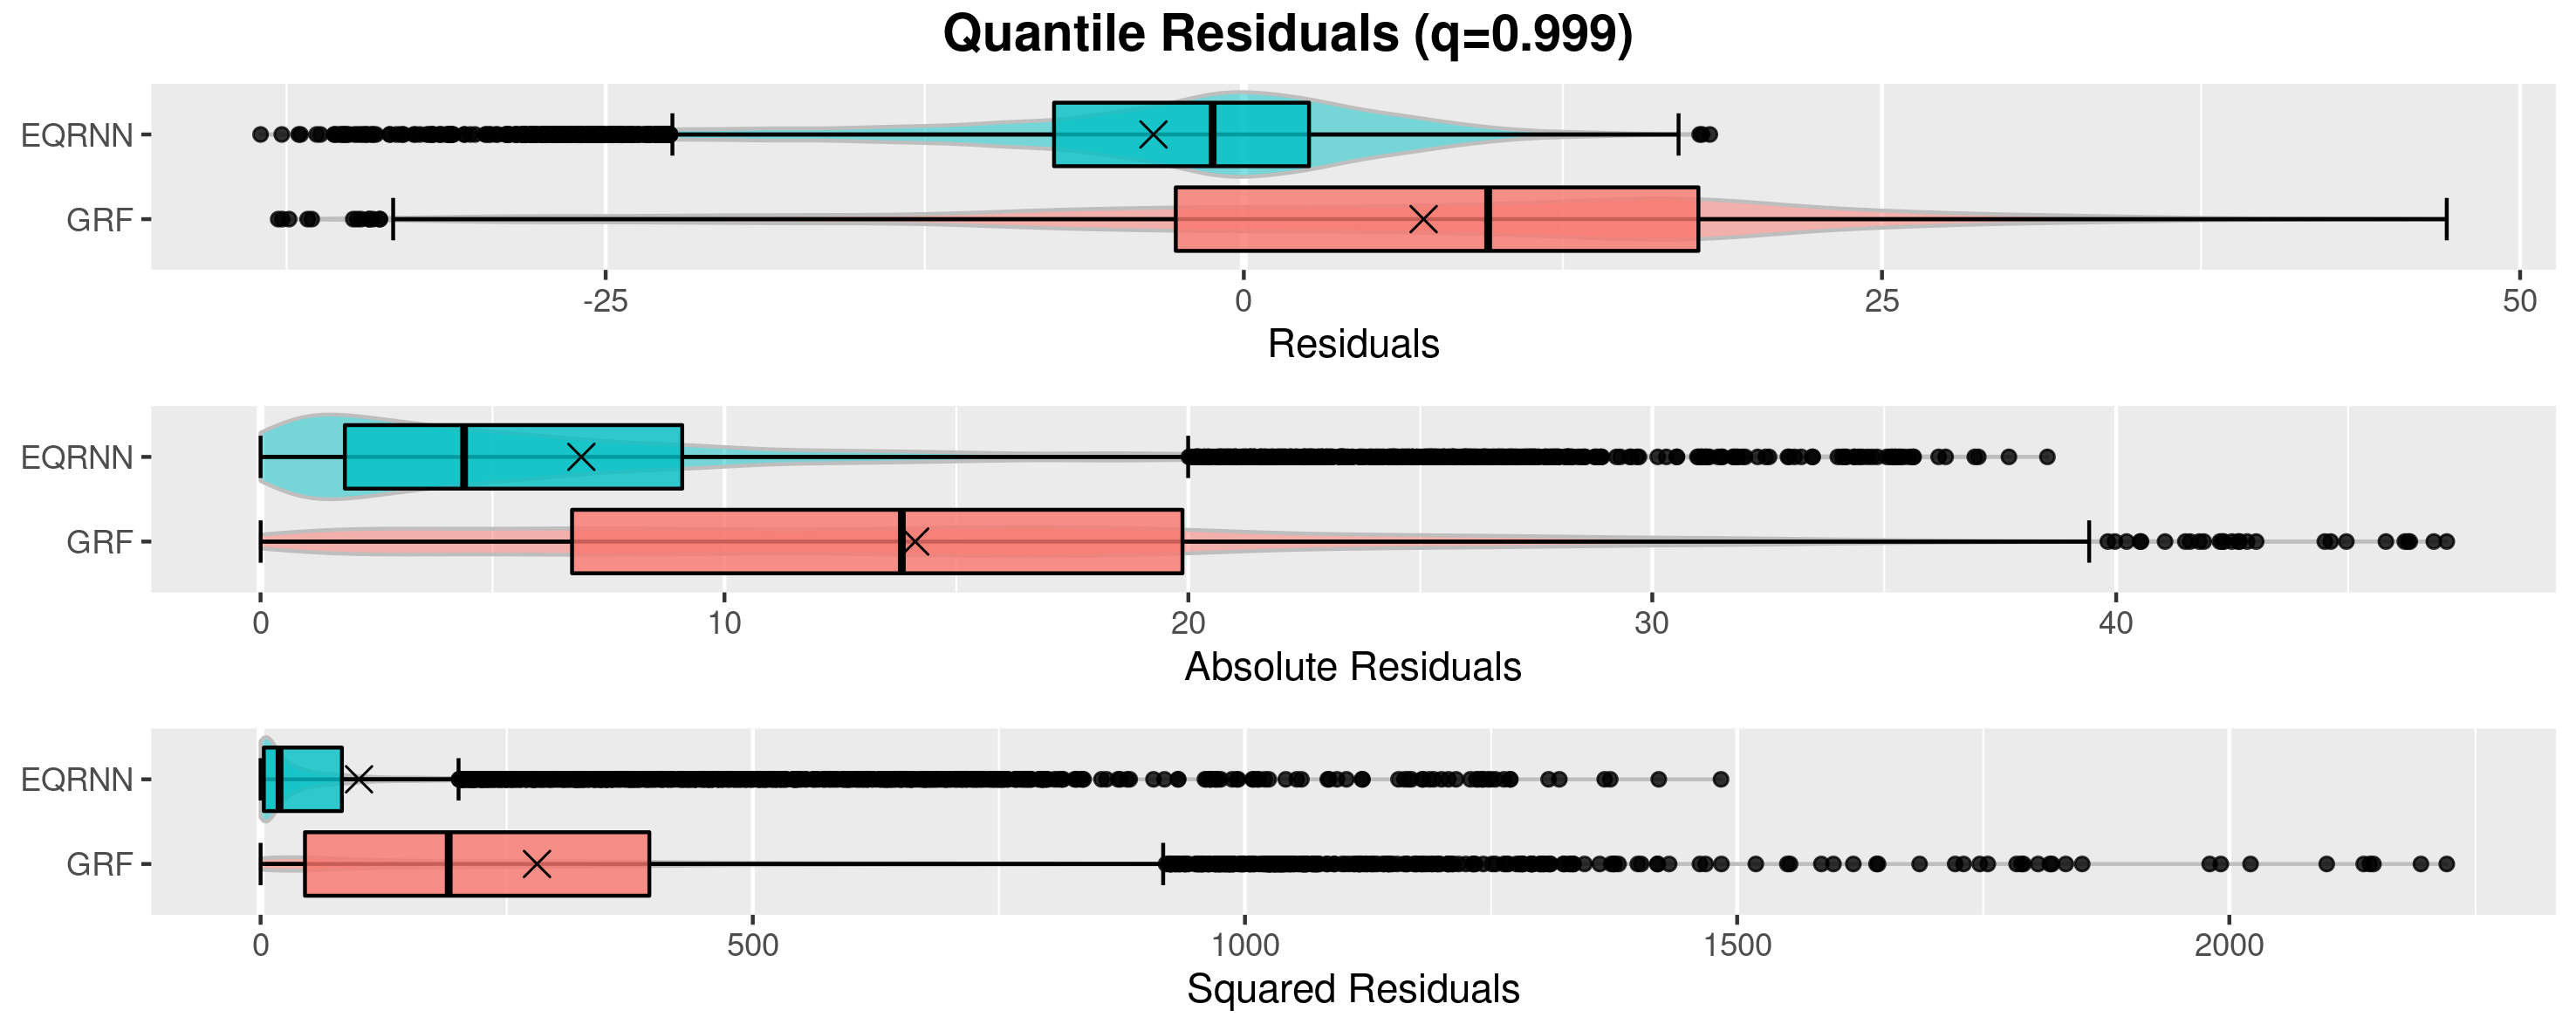 Quantile Residuals (q=0.999)
EQRNN
GRF
-25 0 25 50
Residuals
EQRNN
GRF
0 10 20 30 40
Absolute Residuals
EQRNN
GRF
0 500 1000 1500 2000
Squared Residuals